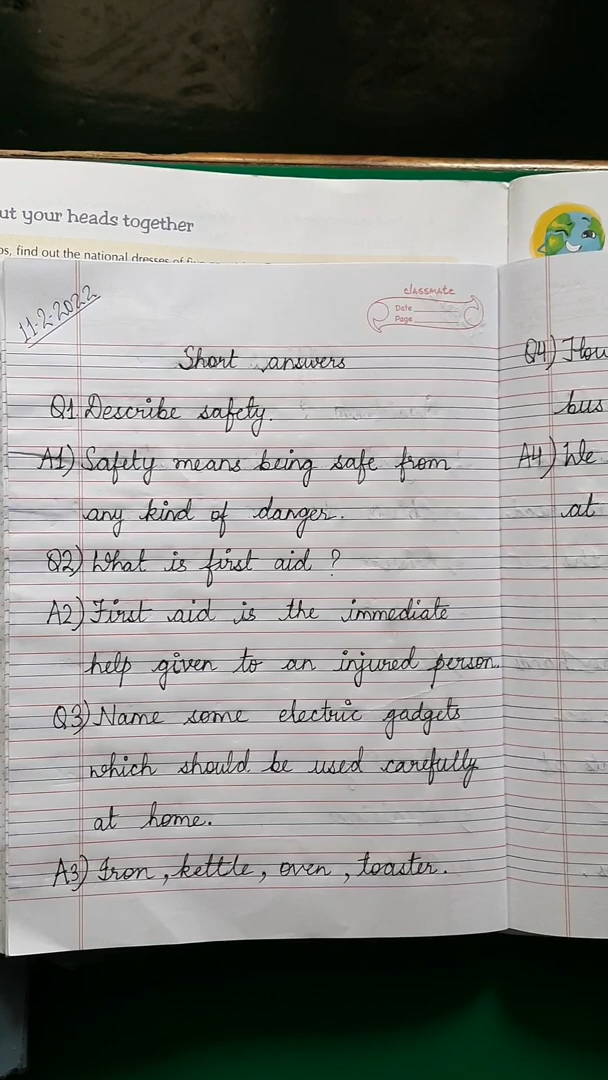 ut your heads together
os, find out the national dresses of
11-2-2022
classmate
Date
Page
Short answers
Q1 Describe safety.
A1) Safety means being safe from
any kind of danger.
Q2) What is first aid ?
A2) First aid is the immediate
help given to an injured person.
Q3) Name some electric gadgets
which should be used carefully
at home.
A3) Iron, kettle, oven, toaster.
Q4) How
bus
A4) We
at